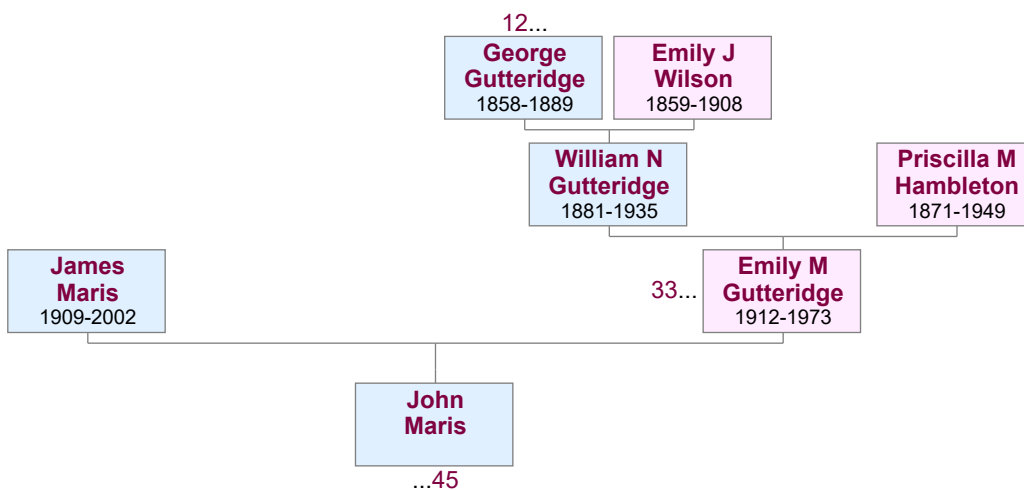 12...
George
Gutteridge
1858-1889
Emily J
Wilson
1859-1908
William N
Gutteridge
1881-1935
Priscilla M
Hambleton
1871-1949
James
Maris
1909-2002
33...
Emily M
Gutteridge
1912-1973
John
Maris
...45